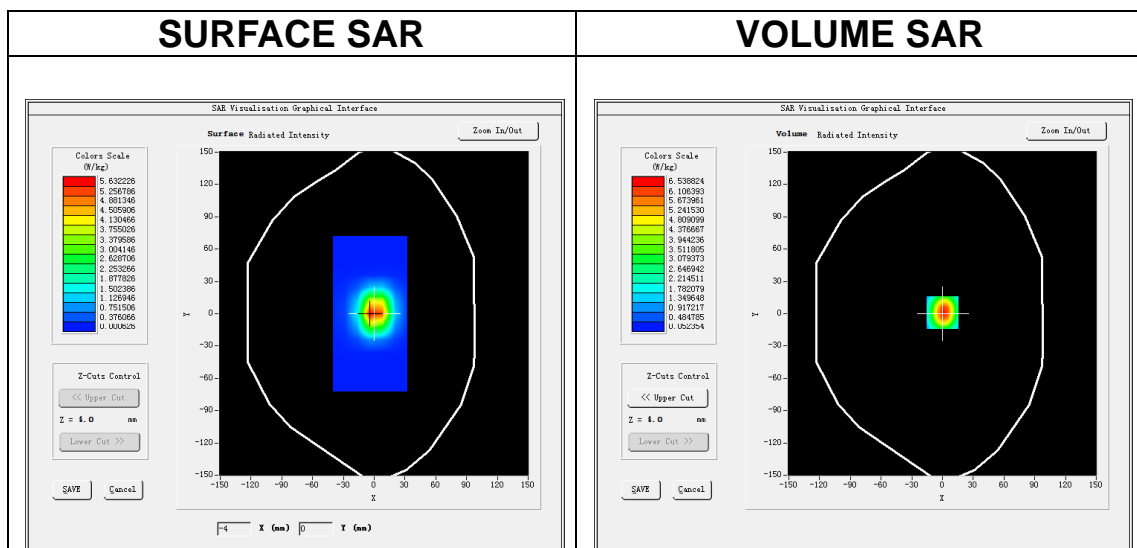 SURFACE SAR
VOLUME SAR
SAR Visualisation Graphical Interface
Surface Radiated Intensity
Zoom In/Out
Colors Scale
(W/kg)
5.632226
5.256786
4.881346
4.505906
4.130466
3.755026
3.379586
3.004146
2.628706
2.253266
1.877826
1.502386
1.126946
0.751506
0.376066
0.000626
150
120
90
60
30
0
-30
-60
-90
-120
-150
Y
-150 -120 -90 -60 -30 0 30 60 90 120 150
X
Z-Cuts Control
<< Upper Cut
Z = 4.0 mm
Lower Cut >>
SAVE Cancel
-4 X (mm) 0 Y (mm)
SAR Visualisation Graphical Interface
Volume Radiated Intensity
Zoom In/Out
Colors Scale
(W/kg)
6.538824
6.106393
5.673961
5.241530
4.809099
4.376667
3.944236
3.511805
3.079373
2.646942
2.214511
1.782079
1.349648
0.917217
0.484785
0.052354
150
120
90
60
30
0
-30
-60
-90
-120
-150
Y
-150 -120 -90 -60 -30 0 30 60 90 120 150
X
Z-Cuts Control
<< Upper Cut
Z = 4.0 mm
Lower Cut >>
SAVE Cancel